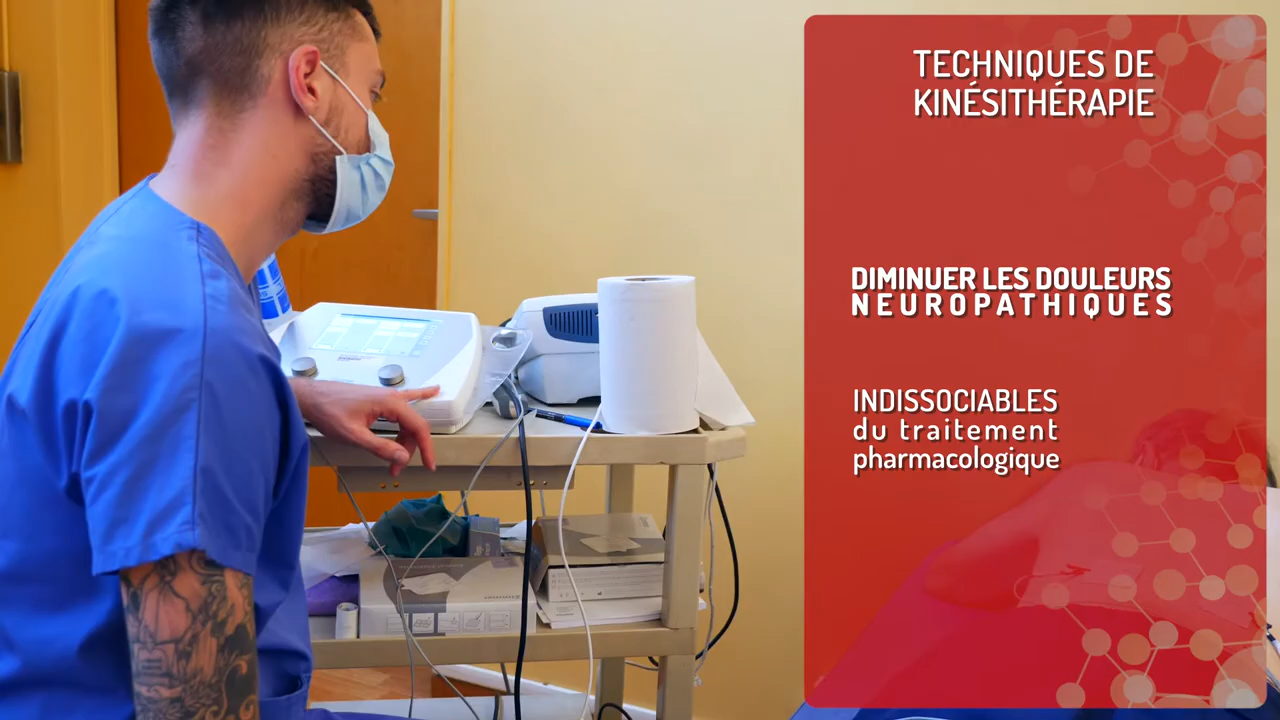 TECHNIQUES DE
KINÉSITHÉRAPIE
DIMINUER LES DOULEURS
NEUROPATHIQUES
INDISSOCIABLES
du traitement
pharmacologique